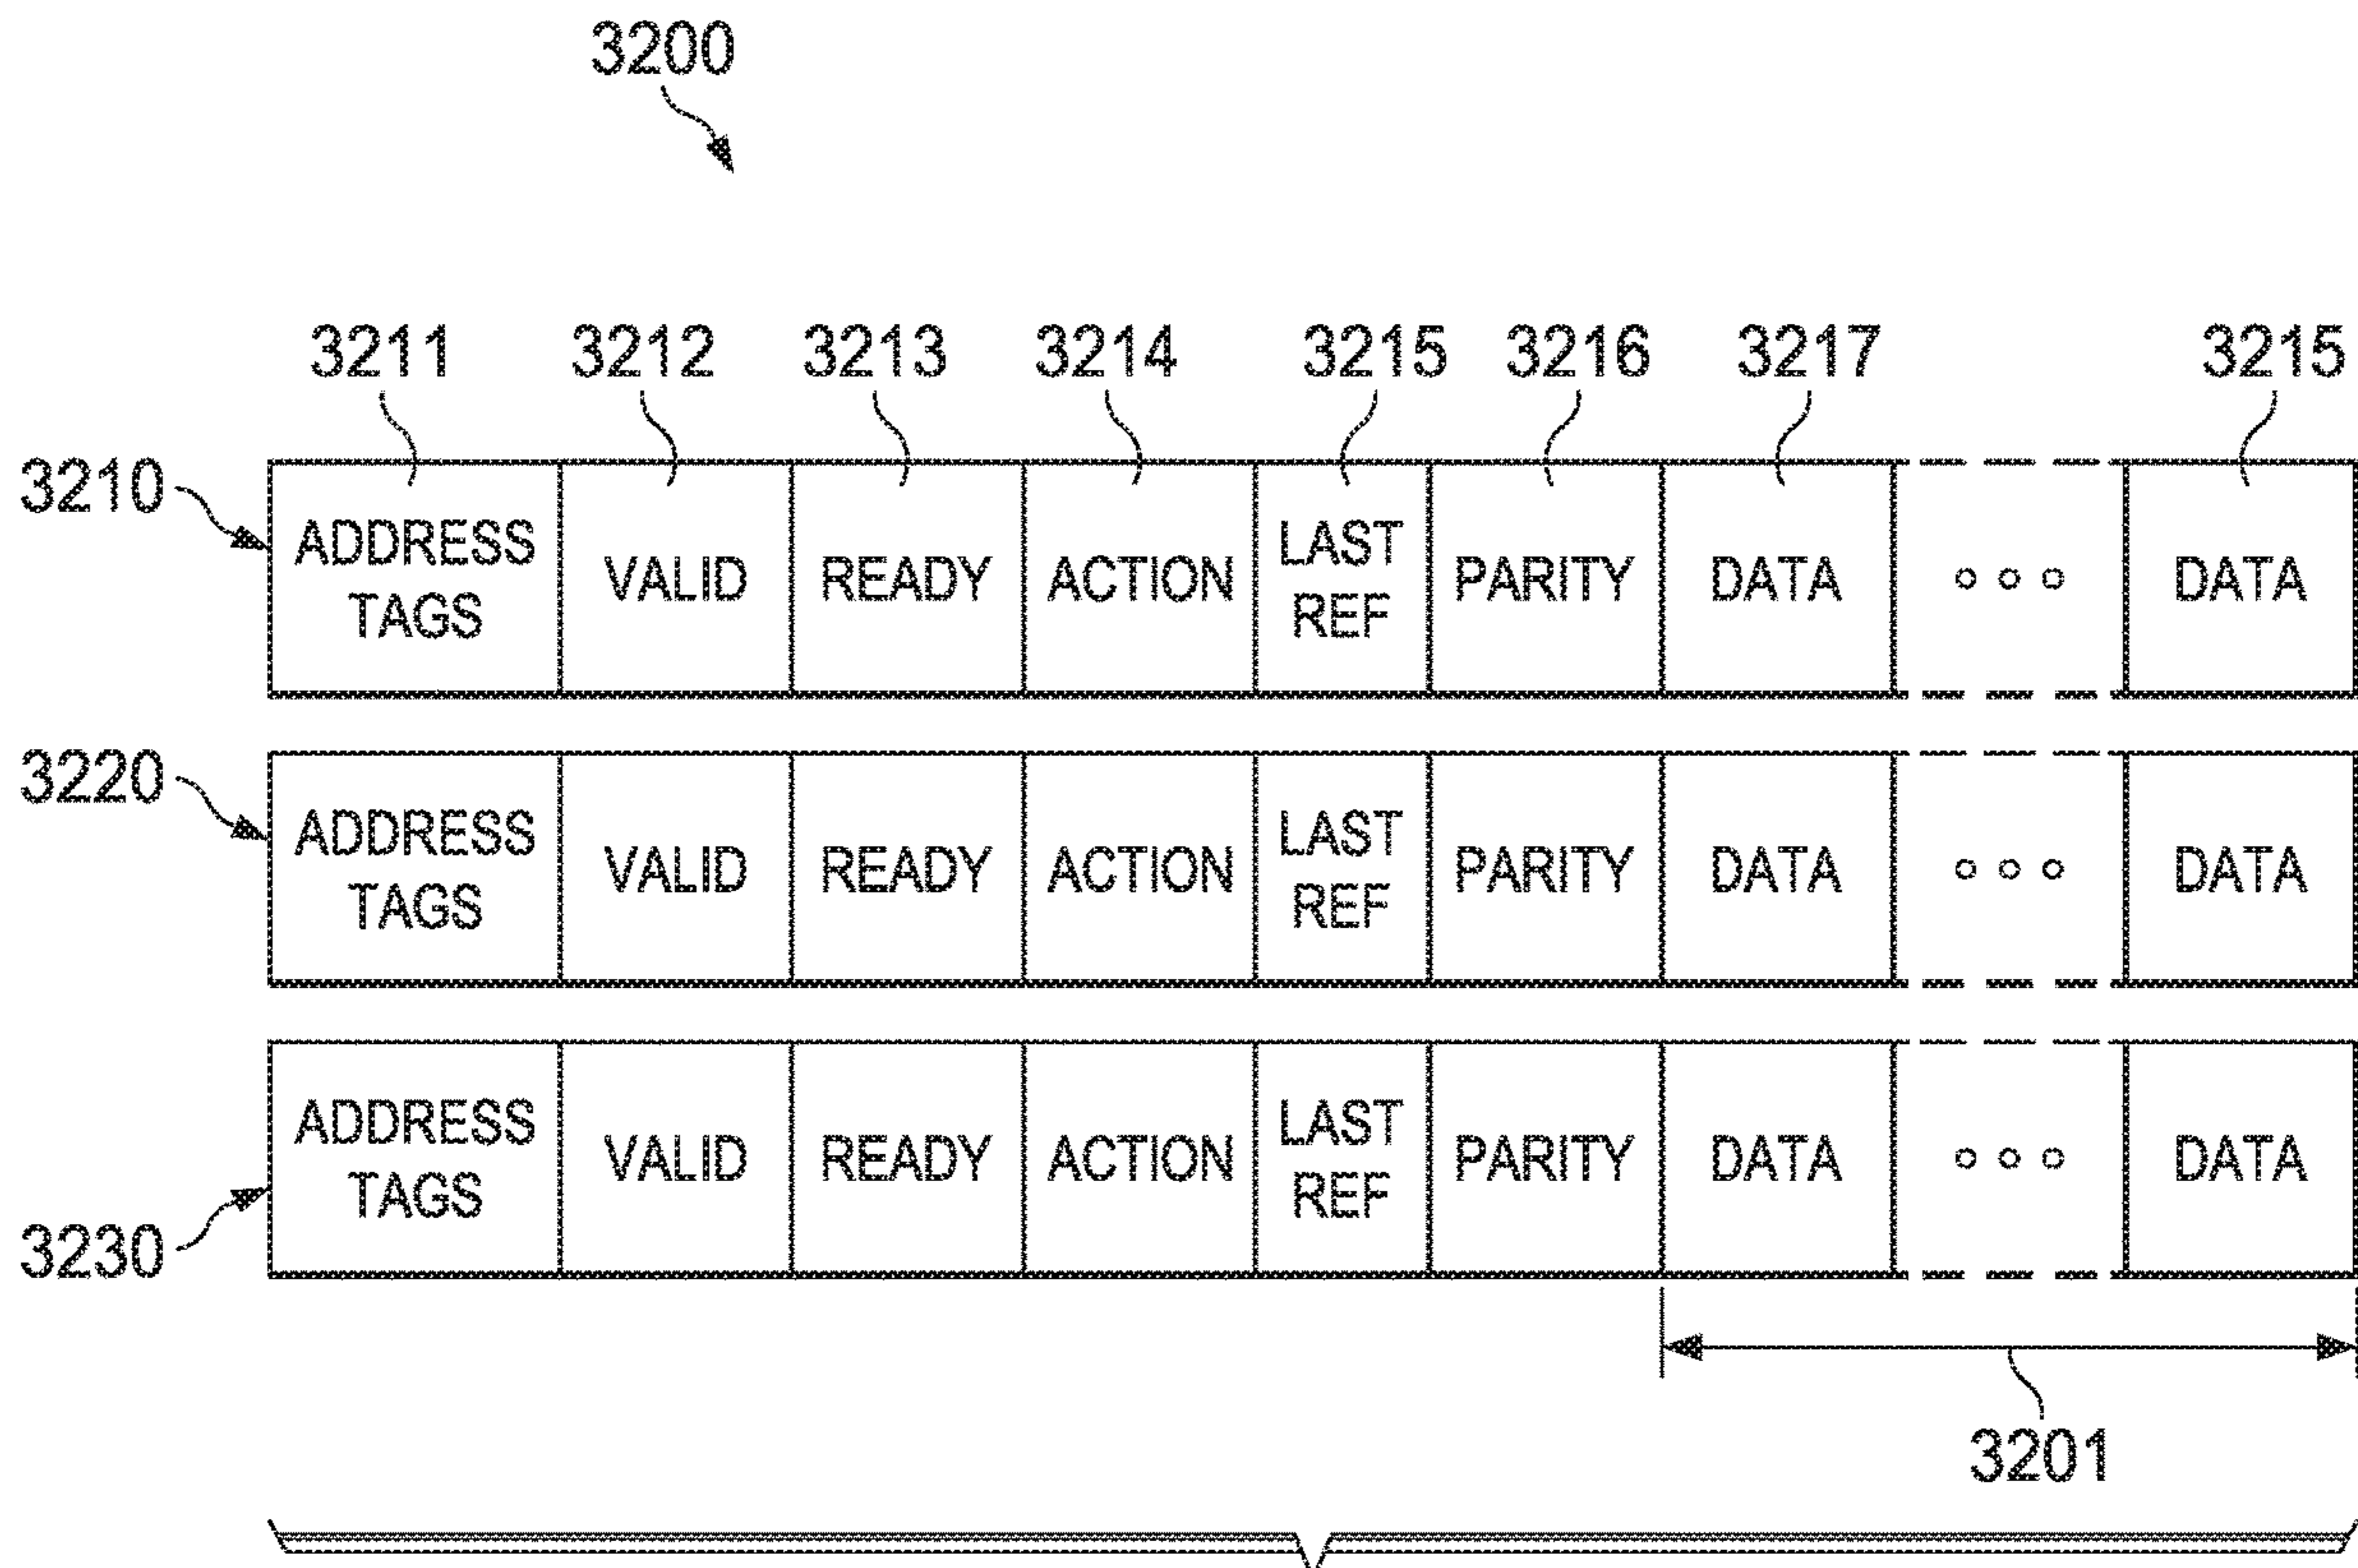 3200
3211 3212 3213 3214 3215 3216 3217 3215
3210
ADDRESS TAGS VALID READY ACTION LAST REF PARITY DATA ° ° ° DATA
3220
ADDRESS TAGS VALID READY ACTION LAST REF PARITY DATA ° ° ° DATA
ADDRESS TAGS VALID READY ACTION LAST REF PARITY DATA ° ° ° DATA
3230
3201